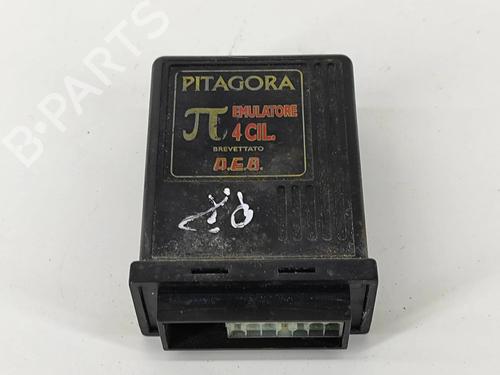 PITAGORA
π EMULATORE
4 CIL.
BREVETTATO
A.E.B.
B-PARTS